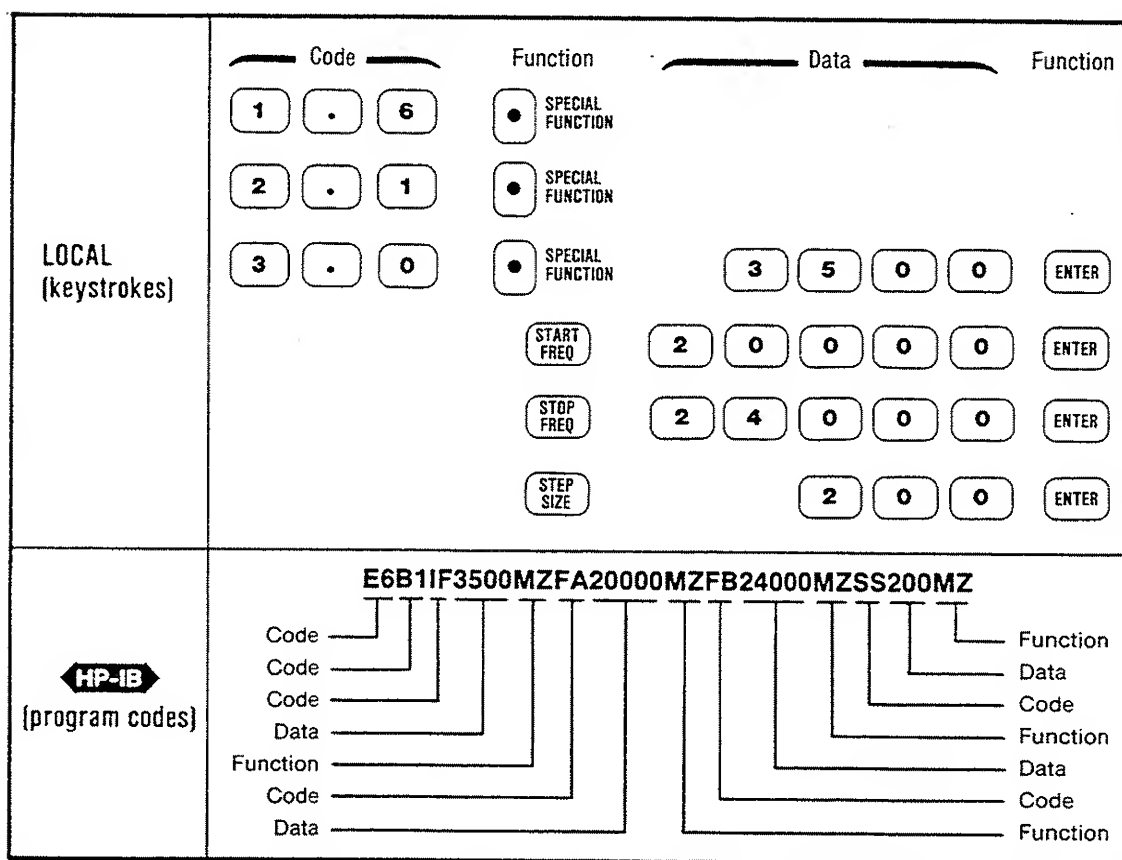 Code Function Data Function
1 . 6 SPECIAL FUNCTION
2 . 1 SPECIAL FUNCTION
LOCAL
(keystrokes)
3 . 0 SPECIAL FUNCTION 3 5 0 0 ENTER
START FREQ 2 0 0 0 0 ENTER
STOP FREQ 2 4 0 0 0 ENTER
STEP SIZE 2 0 0 ENTER
HP-IB
(program codes)
E6B1IF3500MZFA20000MZFB24000MZSS200MZ
Code
Code
Code
Data
Function
Code
Data
Function
Data
Code
Function
Data
Code
Function